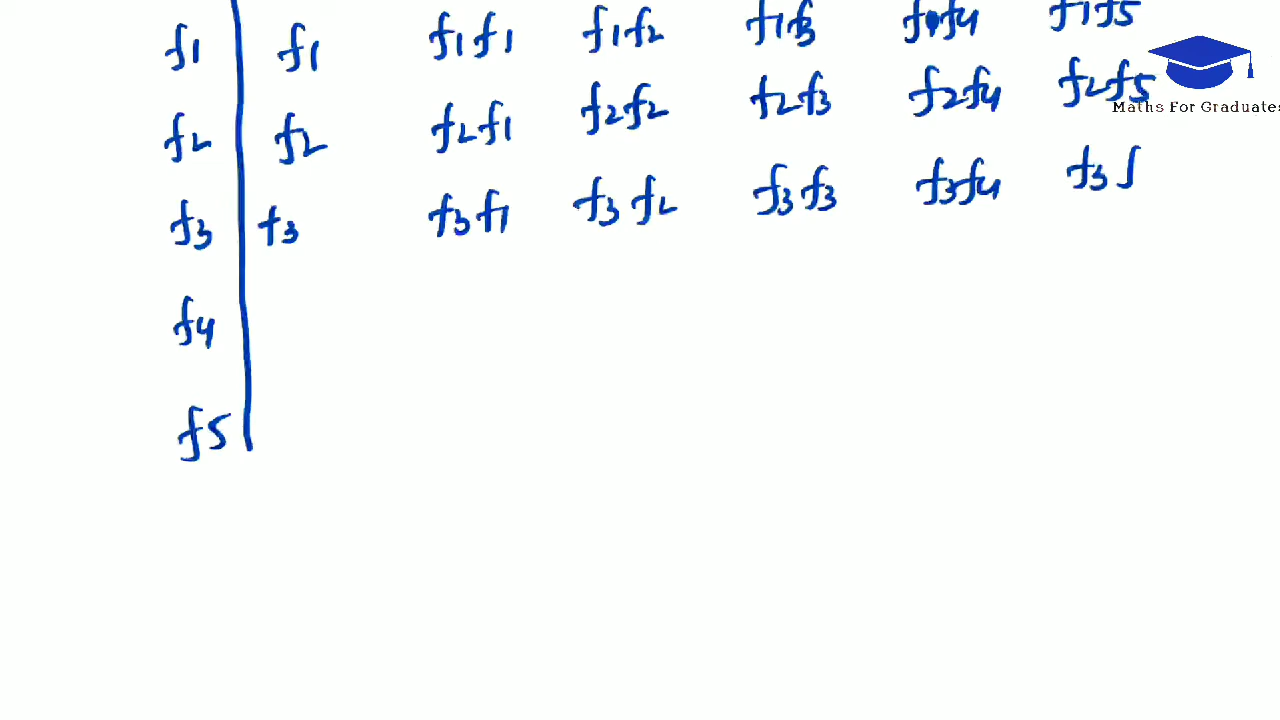 f1 f1 f1f1 f1f2 f1f3 f1f4 f1f5
f2 f2 f2f1 f2f2 f2f3 f2f4 f2f5
Maths For Graduates
f3 f3 f3f1 f3f2 f3f3 f3f4 f3 f
f4
f5